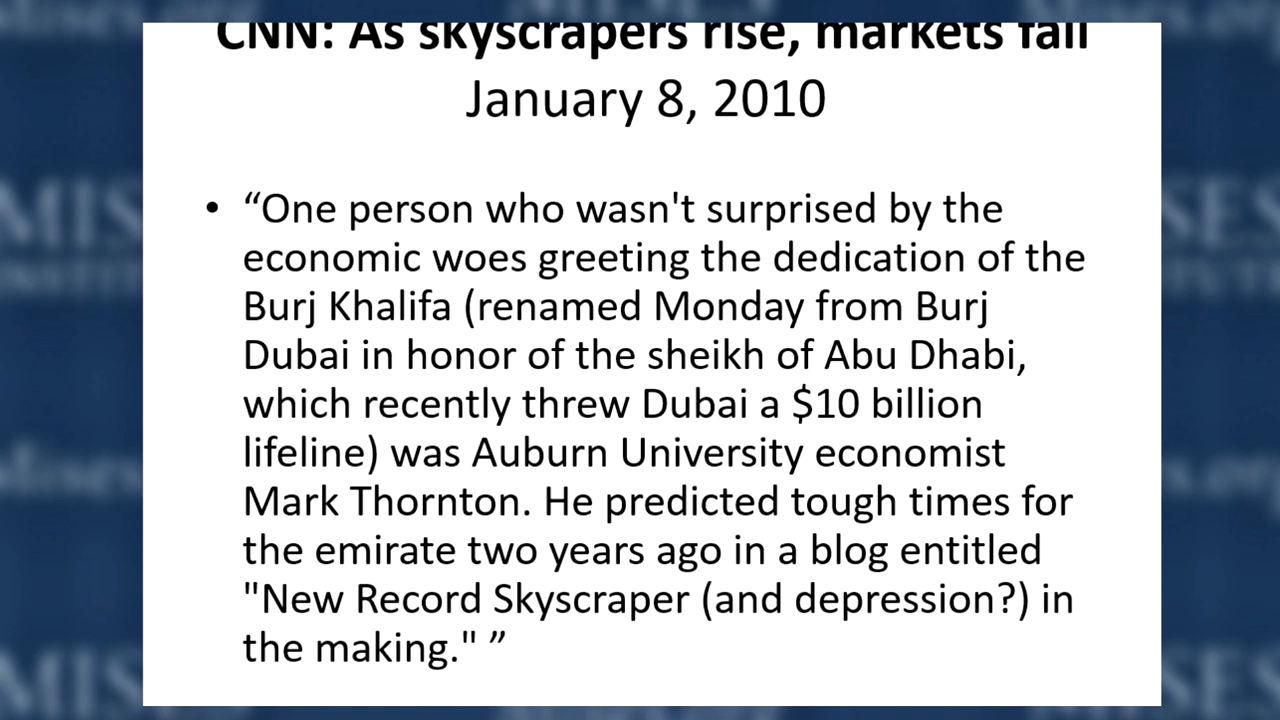 CNN: As skyscrapers rise, markets fall
January 8, 2010
• “One person who wasn't surprised by the
economic woes greeting the dedication of the
Burj Khalifa (renamed Monday from Burj
Dubai in honor of the sheikh of Abu Dhabi,
which recently threw Dubai a $10 billion
lifeline) was Auburn University economist
Mark Thornton. He predicted tough times for
the emirate two years ago in a blog entitled
"New Record Skyscraper (and depression?) in
the making." ”